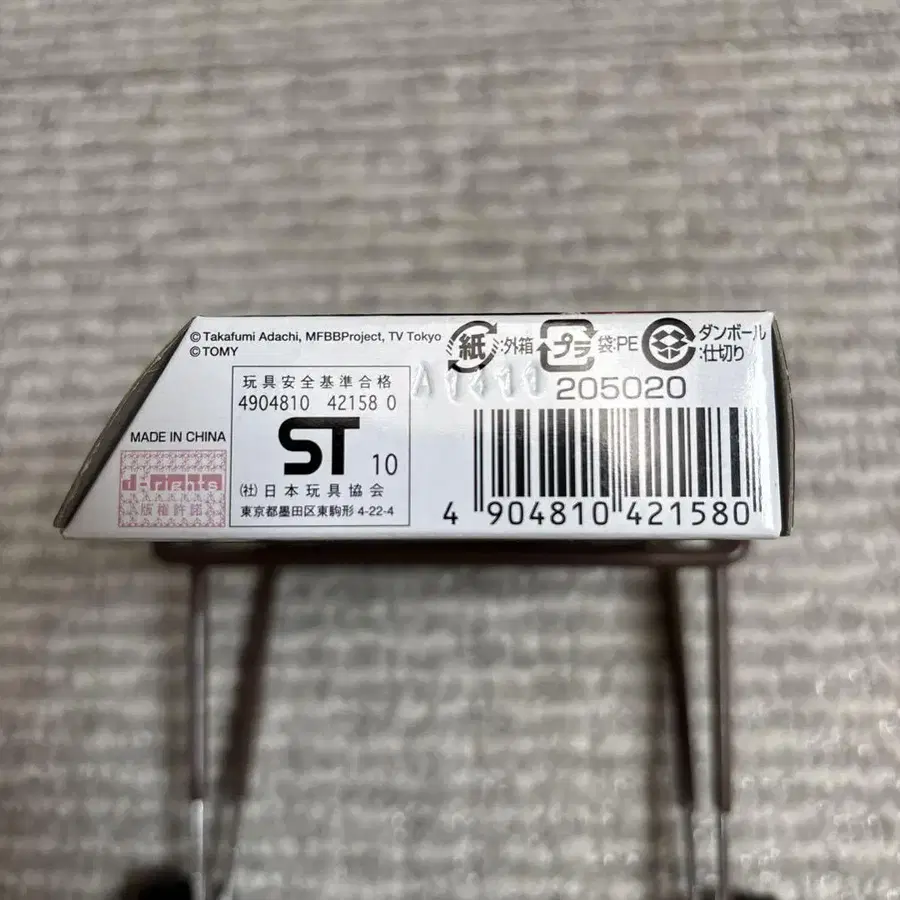 ©Takafumi Adachi, MFBBProject, TV Tokyo
©TOMY
紙 :外箱
プラ 袋:PE
ダンボール
:仕切り
玩具安全基準合格
4904810 42158 0
ST 10
(社)日本玩具協会
東京都墨田区東駒形 4-22-4
MADE IN CHINA
d-rights
版権許諾
205020
4 904810 421580